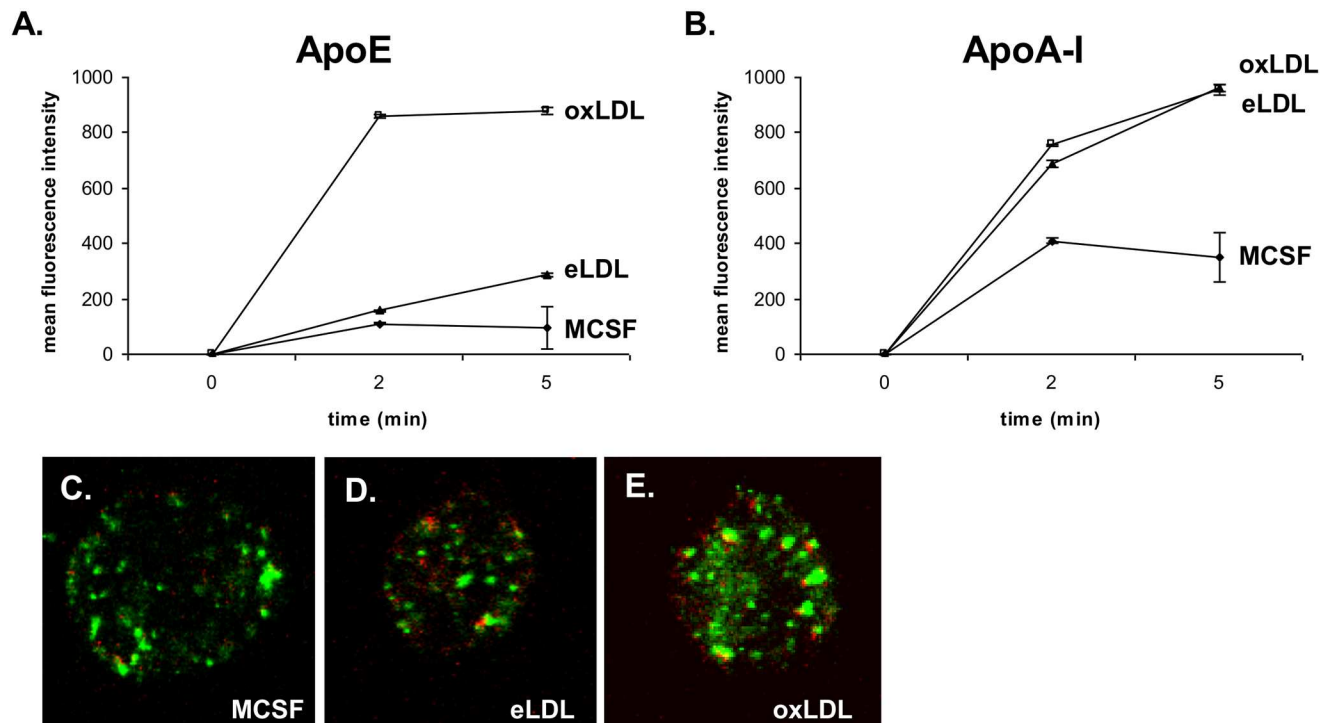 A.
ApoE
mean fluorescence intensity
1000
800
600
400
200
0
0 2 5
time (min)
oxLDL
eLDL
MCSF
B.
ApoA-I
mean fluorescence intensity
1000
800
600
400
200
0
0 2 5
time (min)
oxLDL
eLDL
MCSF
C.
MCSF
D.
eLDL
E.
oxLDL